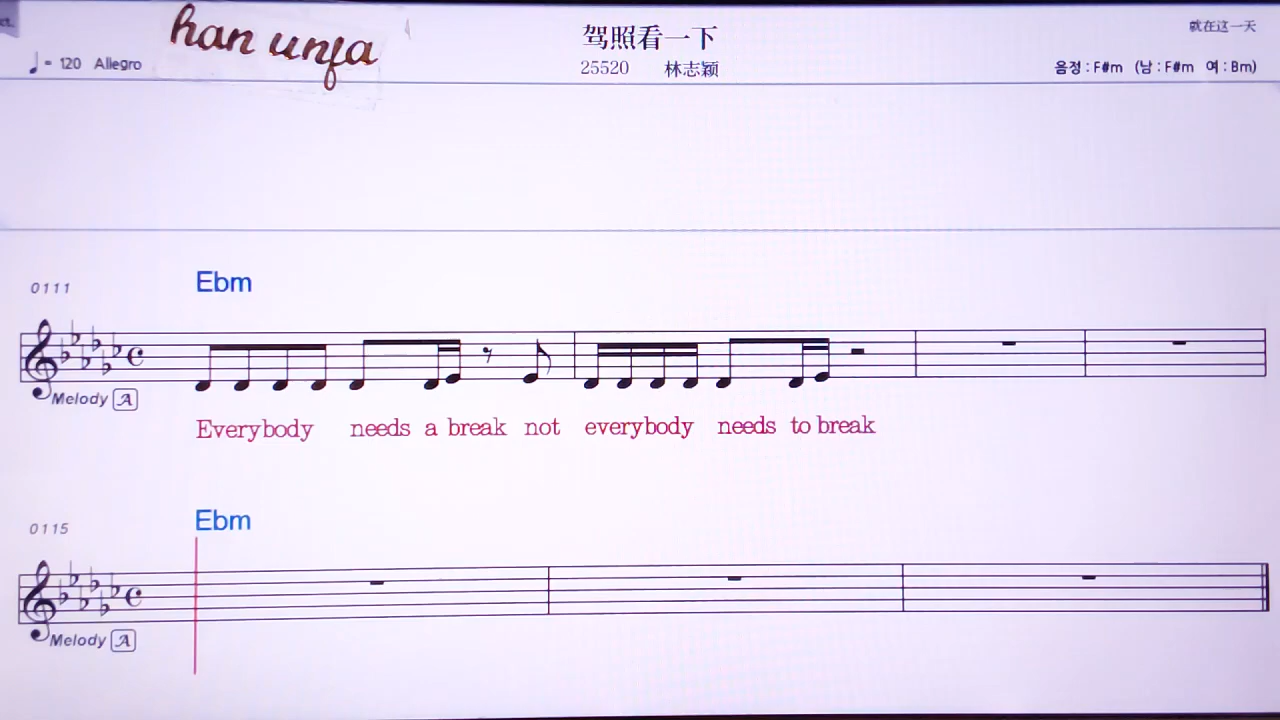 ct.
han unfa
驾照看一下
就在这一天
♩= 120 Allegro
25520 林志颖
음정 : F#m (남 : F#m 여 : Bm)
0111
Ebm
Melody A
Everybody needs a break not everybody needs to break
0115
Ebm
Melody A